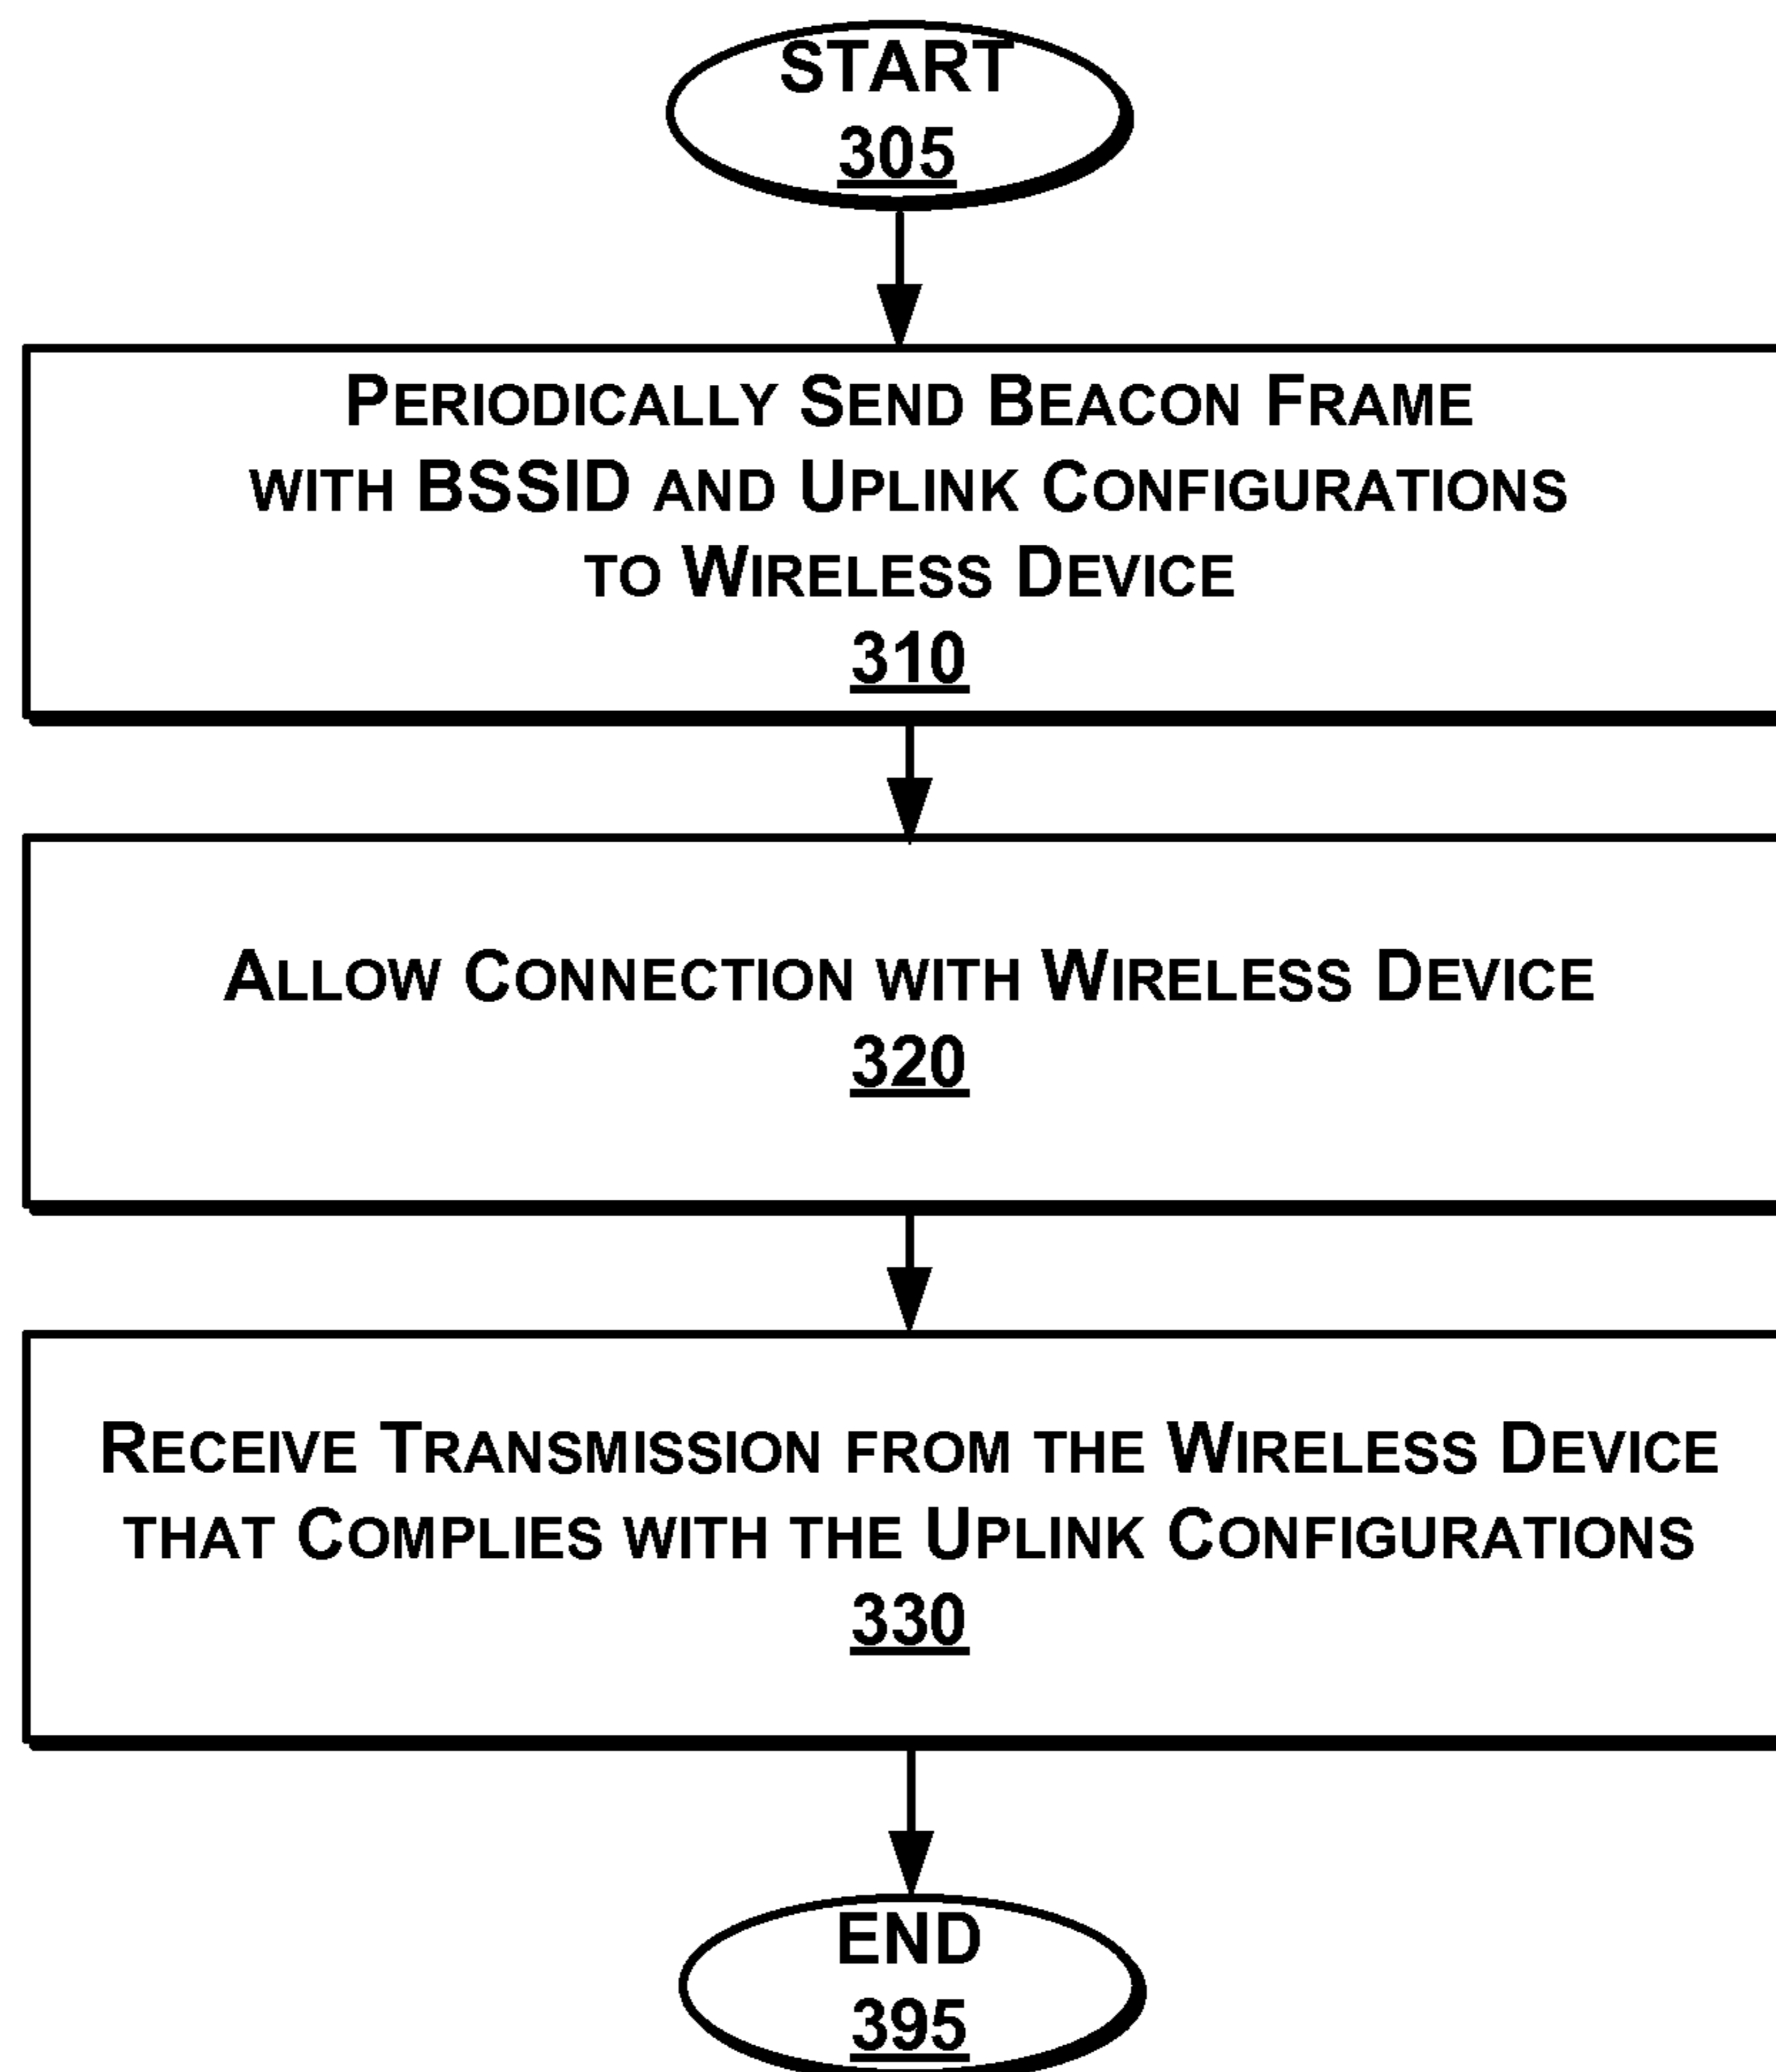 START
305
Periodically Send Beacon Frame
with BSSID and Uplink Configurations
to Wireless Device
310
Allow Connection with Wireless Device
320
Receive Transmission from the Wireless Device
that Complies with the Uplink Configurations
330
END
395